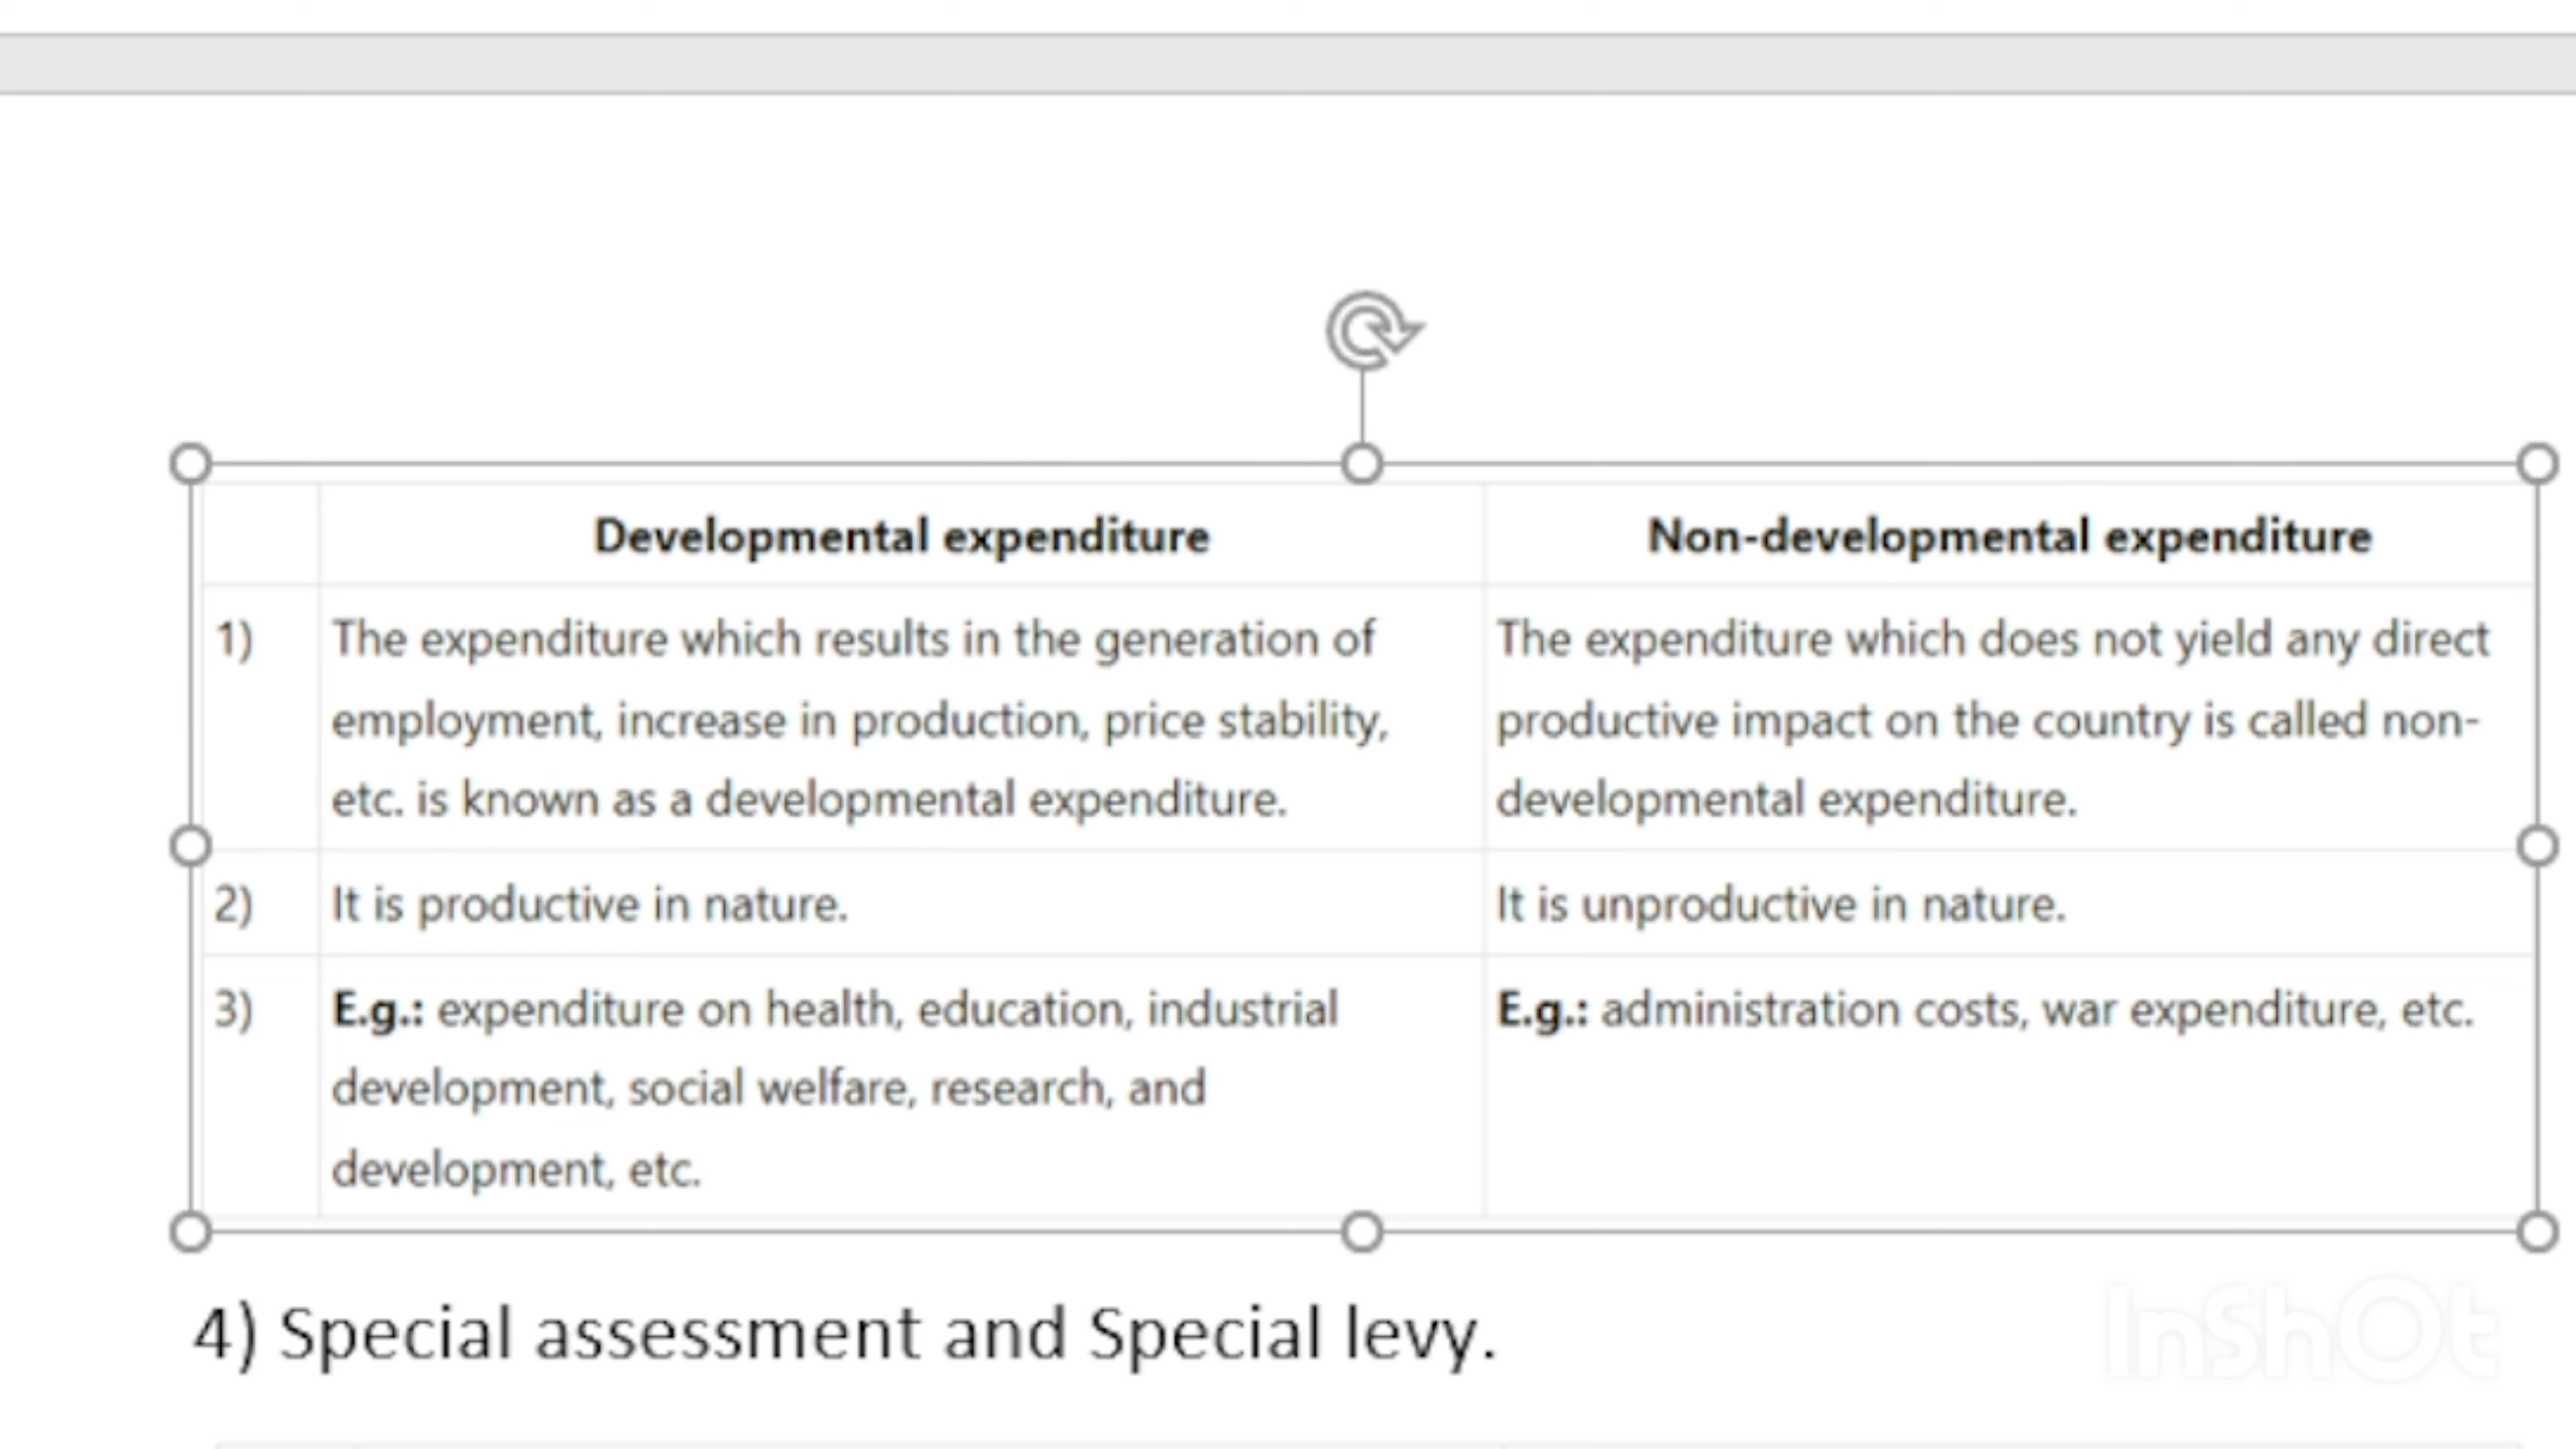 Developmental expenditure
Non-developmental expenditure
1)
The expenditure which results in the generation of
employment, increase in production, price stability,
etc. is known as a developmental expenditure.
The expenditure which does not yield any direct
productive impact on the country is called non-
developmental expenditure.
2)
It is productive in nature.
It is unproductive in nature.
3)
E.g.: expenditure on health, education, industrial
development, social welfare, research, and
development, etc.
E.g.: administration costs, war expenditure, etc.
4) Special assessment and Special levy.
InShOt